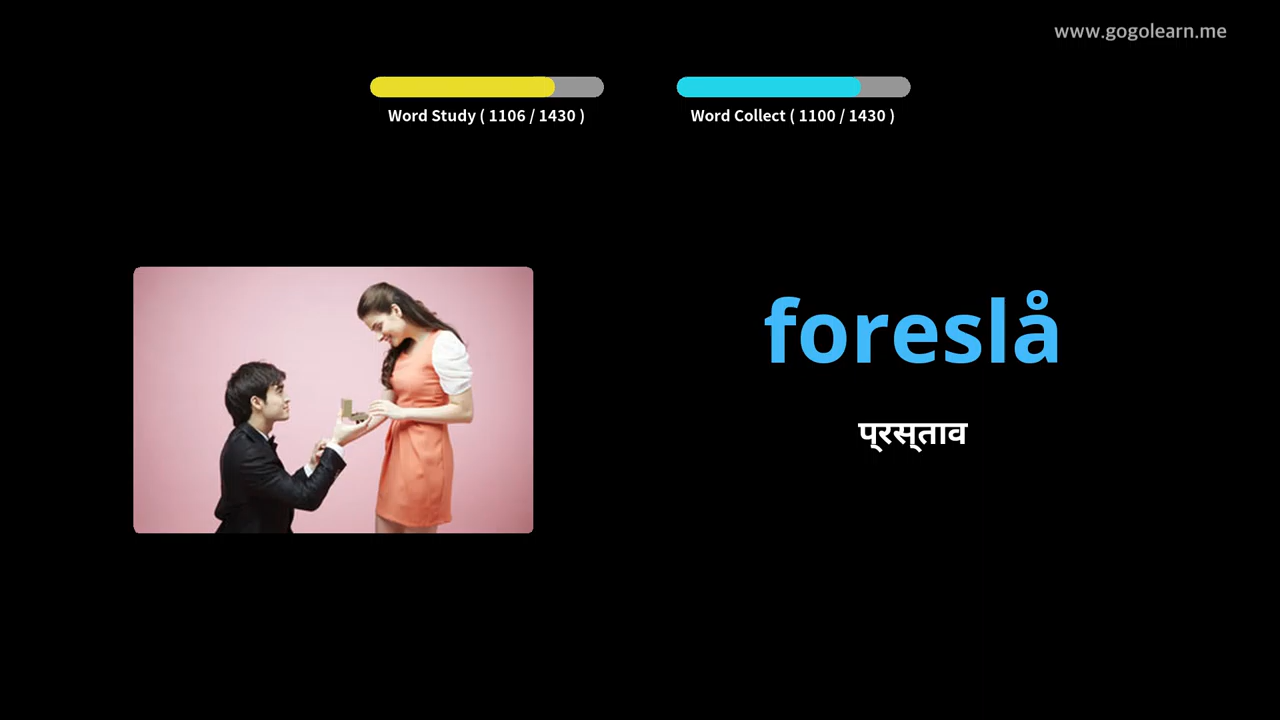 www.gogolearn.me
Word Study ( 1106 / 1430 )
Word Collect ( 1100 / 1430 )
foreslå
प्रस्ताव